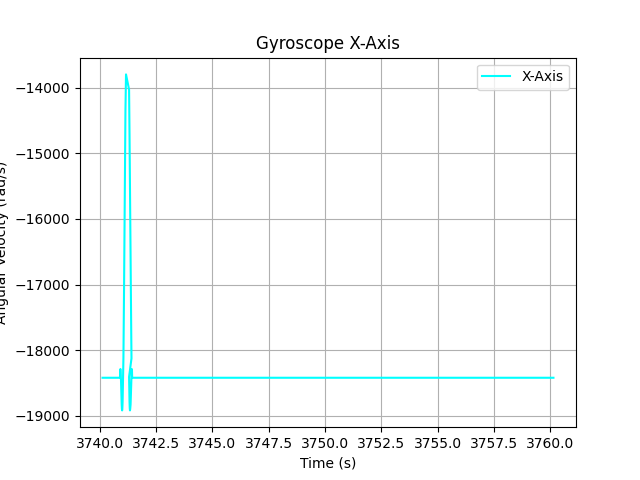 Gyroscope X-Axis
X-Axis
−14000
−15000
−16000
−17000
−18000
−19000
Angular Velocity (rad/s)
3740.0 3742.5 3745.0 3747.5 3750.0 3752.5 3755.0 3757.5 3760.0
Time (s)